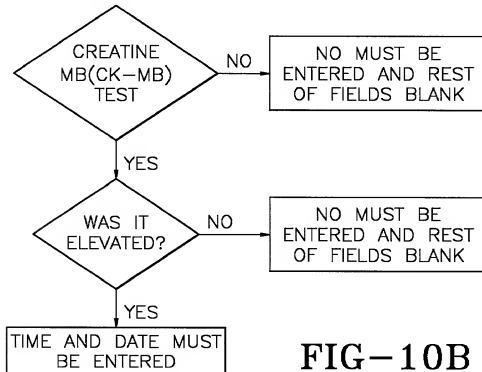 CREATINE
MB(CK-MB)
TEST
NO
NO MUST BE
ENTERED AND REST
OF FIELDS BLANK
YES
WAS IT
ELEVATED?
NO
NO MUST BE
ENTERED AND REST
OF FIELDS BLANK
YES
TIME AND DATE MUST
BE ENTERED
FIG-10B